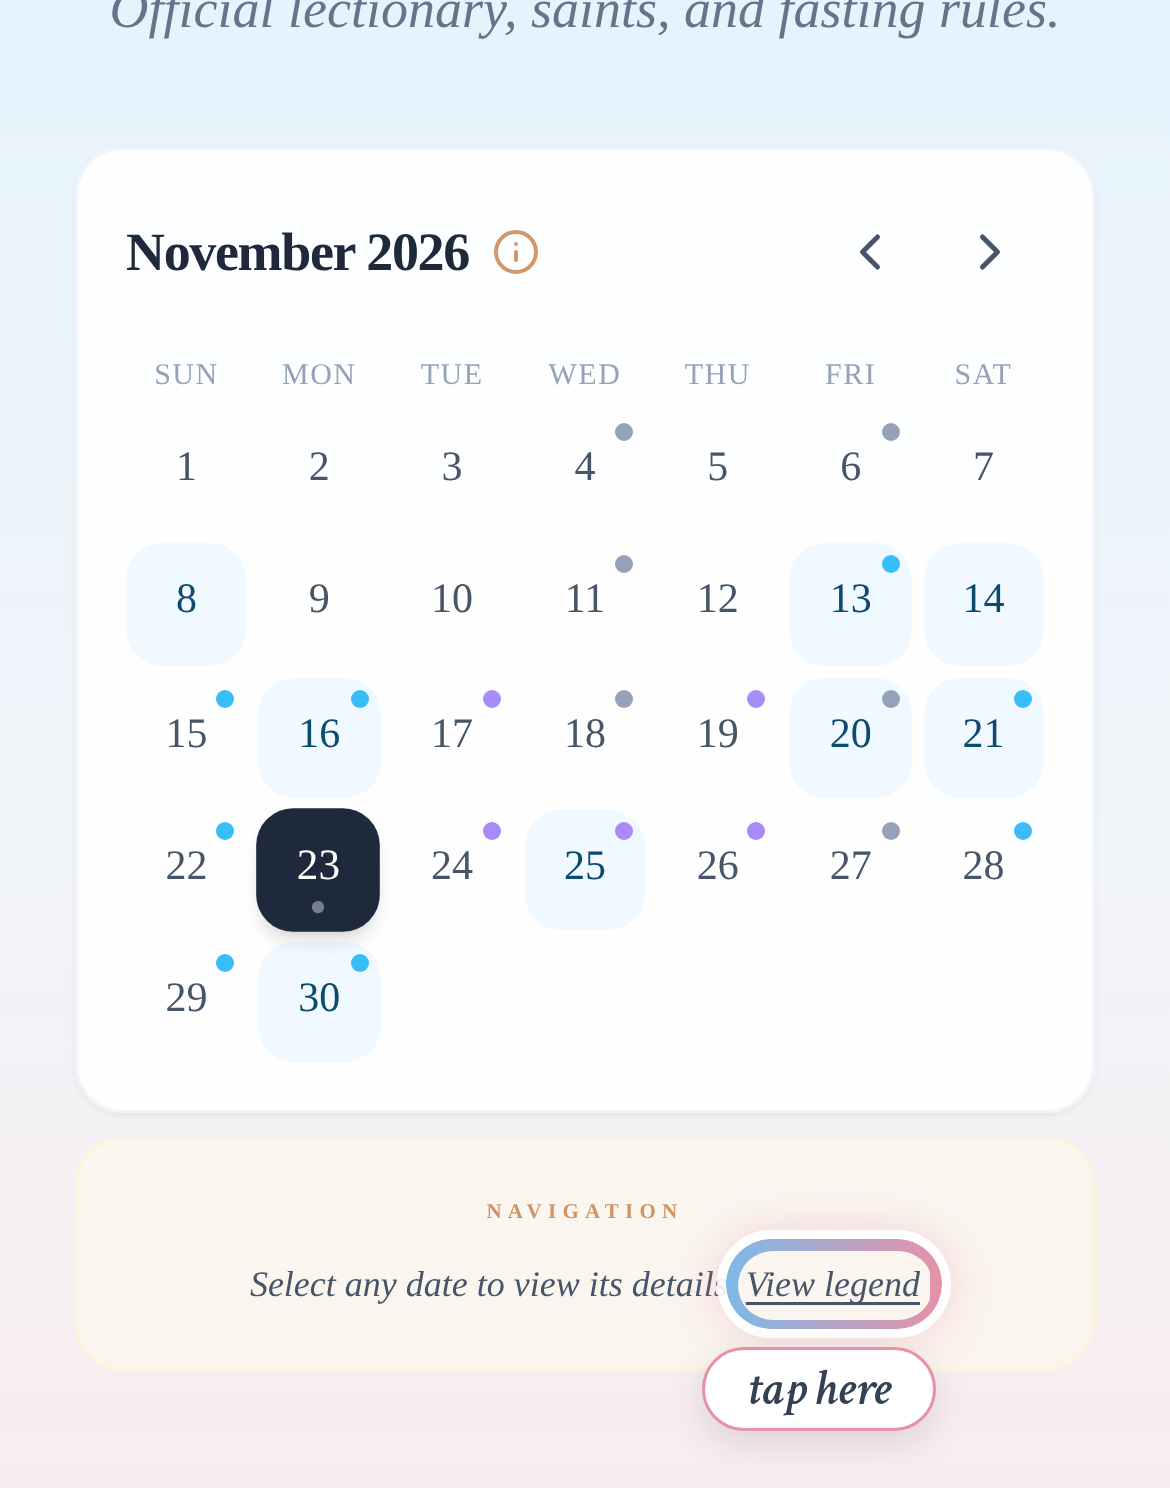 Official lectionary, saints, and fasting rules.
November 2026
SUN MON TUE WED THU FRI SAT
1 2 3 4 5 6 7
8 9 10 11 12 13 14
15 16 17 18 19 20 21
22 23 24 25 26 27 28
29 30
NAVIGATION
Select any date to view its details View legend
tap here